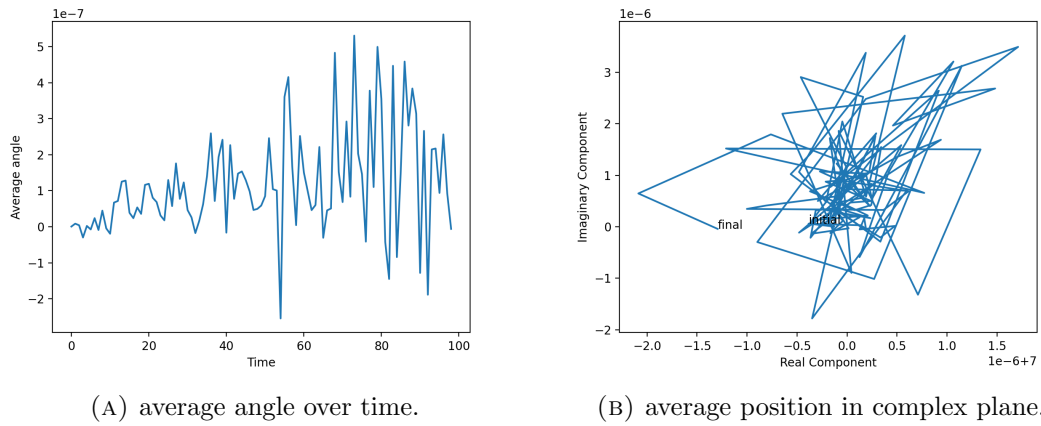 1e−7
5
4
3
2
1
0
−1
−2
Average angle
0
20
40
60
80
100
Time
(A) average angle over time.
1e−6
3
2
1
0
−1
−2
Imaginary Component
final
initial
−2.0
−1.5
−1.0
−0.5
0.0
0.5
1.0
1.5
Real Component
1e−6+7
(B) average position in complex plane.